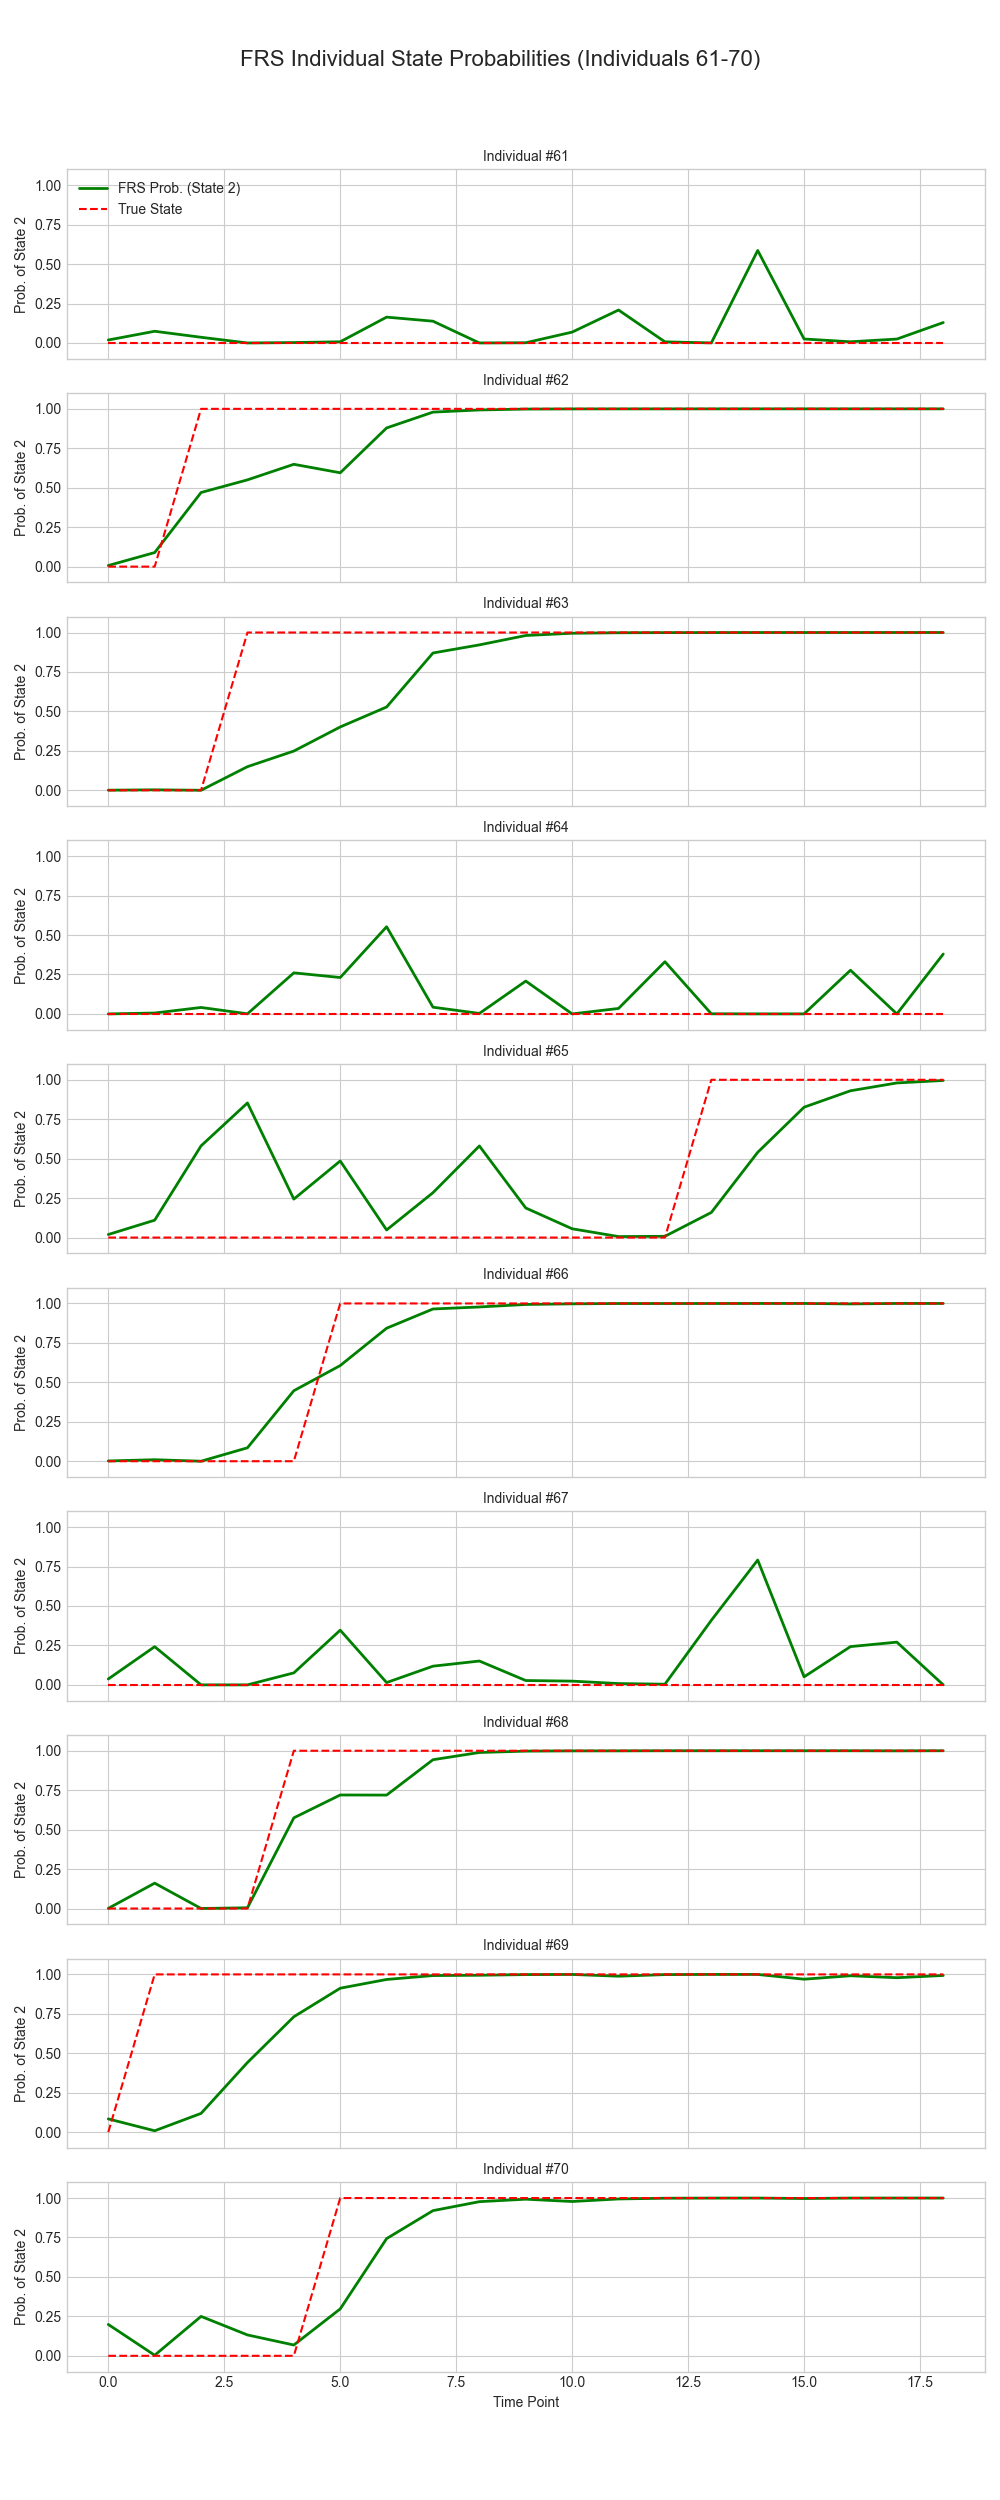 FRS Individual State Probabilities (Individuals 61-70)
Individual #61
1.00
0.75
0.50
0.25
0.00
Prob. of State 2
FRS Prob. (State 2)
True State
Individual #62
1.00
0.75
0.50
0.25
0.00
Prob. of State 2
Individual #63
1.00
0.75
0.50
0.25
0.00
Prob. of State 2
Individual #64
1.00
0.75
0.50
0.25
0.00
Prob. of State 2
Individual #65
1.00
0.75
0.50
0.25
0.00
Prob. of State 2
Individual #66
1.00
0.75
0.50
0.25
0.00
Prob. of State 2
Individual #67
1.00
0.75
0.50
0.25
0.00
Prob. of State 2
Individual #68
1.00
0.75
0.50
0.25
0.00
Prob. of State 2
Individual #69
1.00
0.75
0.50
0.25
0.00
Prob. of State 2
Individual #70
1.00
0.75
0.50
0.25
0.00
Prob. of State 2
0.0 2.5 5.0 7.5 10.0 12.5 15.0 17.5
Time Point